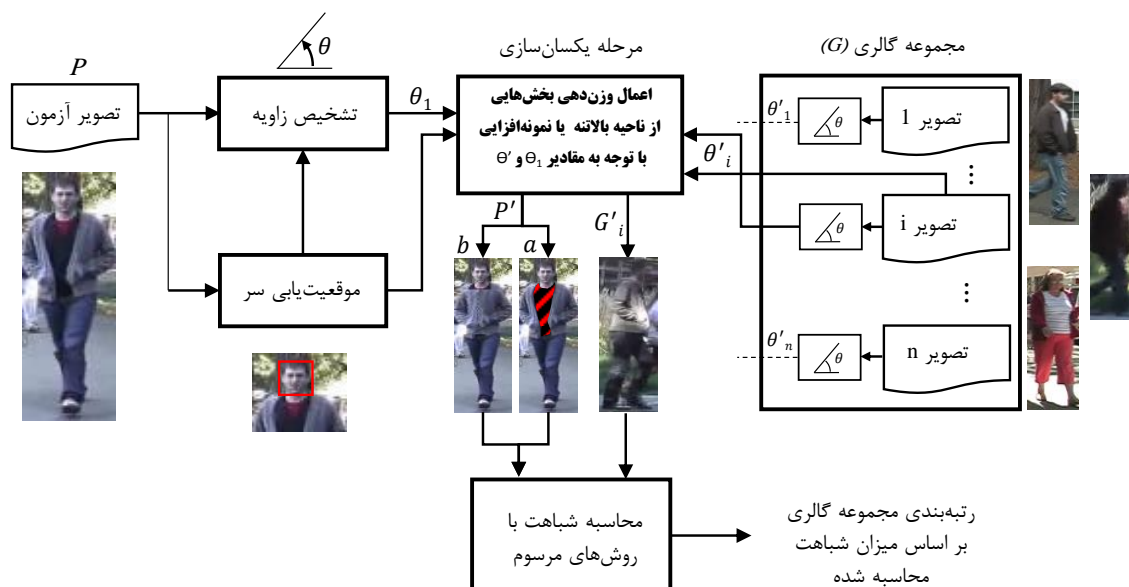 مجموعه گالری (G)
مرحله یکسان‌سازی
θ
P
تصویر آزمون
تشخیص زاویه
θ₁
اعمال وزن‌دهی بخش‌هایی
از ناحیه بالاتنه یا نمونه‌افزایی
با توجه به مقادیر Θ₁ و Θ'
θ'₁
θ
تصویر 1
...
θ'ᵢ
θ
تصویر i
...
θ'ₙ
θ
تصویر n
موقعیت‌یابی سر
P'
b
a
G'ᵢ
محاسبه شباهت با
روش‌های مرسوم
رتبه‌بندی مجموعه گالری
بر اساس میزان شباهت
محاسبه شده